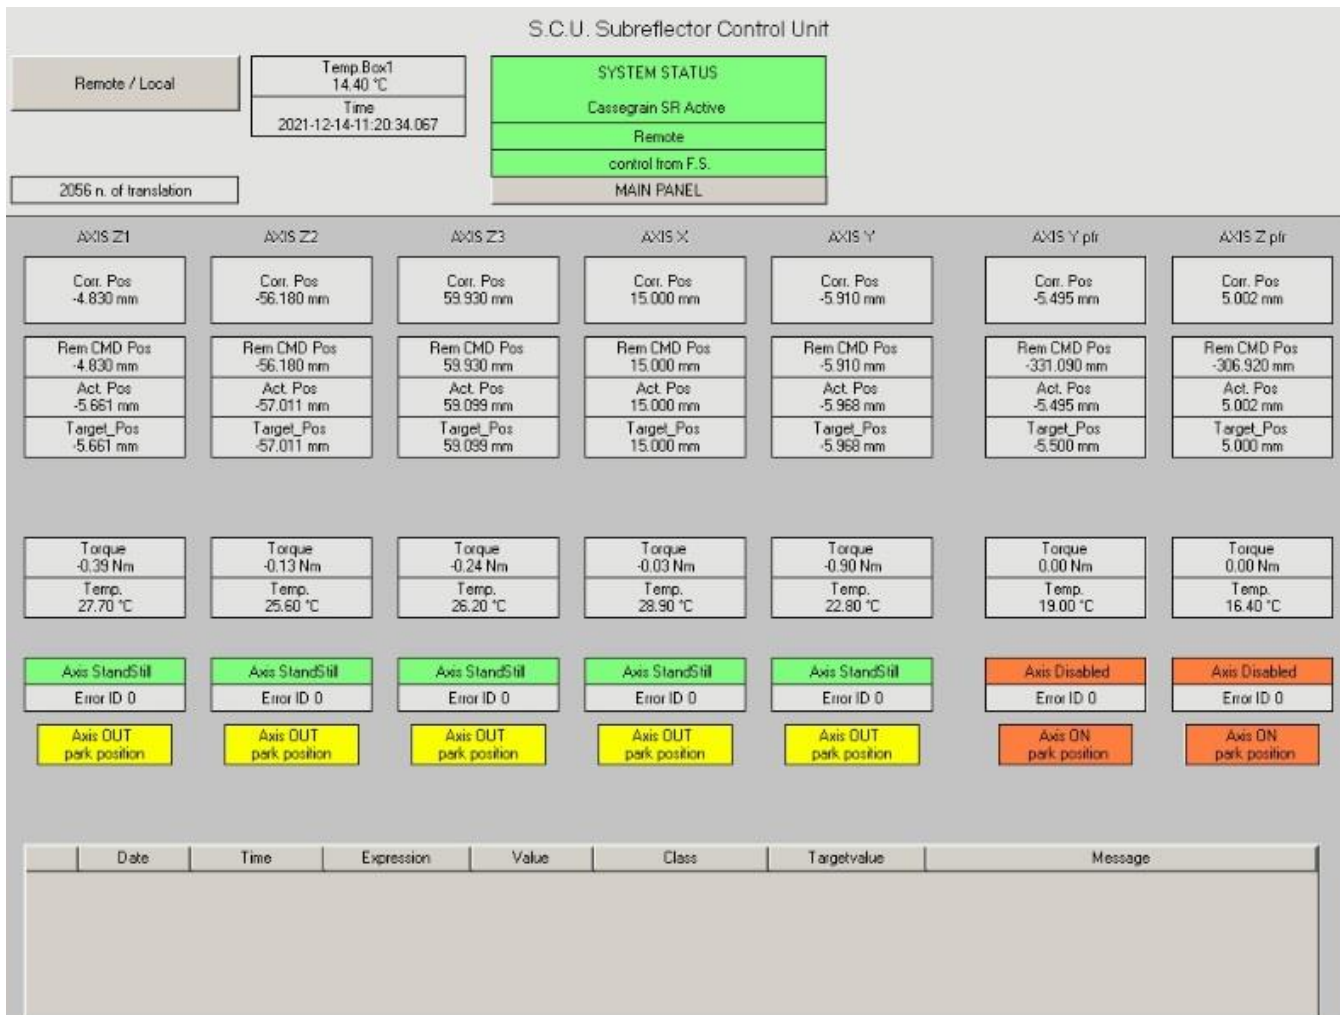 S.C.U. Subreflector Control Unit
Remote / Local
Temp.Box1
14.40 °C
Time
2021-12-14-11:20:34.067
SYSTEM STATUS
Cassegrain SR Active
Remote
control from F.S.
MAIN PANEL
2056 n. of translation
AXIS Z1 AXIS Z2 AXIS Z3 AXIS X AXIS Y AXIS Y pfr AXIS Z pfr
Corr. Pos Corr. Pos Corr. Pos Corr. Pos Corr. Pos Corr. Pos Corr. Pos
-4.830 mm -56.180 mm 59.930 mm 15.000 mm -5.910 mm -5.495 mm 5.002 mm
Rem CMD Pos Rem CMD Pos Rem CMD Pos Rem CMD Pos Rem CMD Pos Rem CMD Pos Rem CMD Pos
-4.830 mm -56.180 mm 59.930 mm 15.000 mm -5.910 mm -331.090 mm -306.920 mm
Act. Pos Act. Pos Act. Pos Act. Pos Act. Pos Act. Pos Act. Pos
-5.661 mm -57.011 mm 59.099 mm 15.000 mm -5.968 mm -5.495 mm 5.002 mm
Target_Pos Target_Pos Target_Pos Target_Pos Target_Pos Target_Pos Target_Pos
-5.661 mm -57.011 mm 59.099 mm 15.000 mm -5.968 mm -5.500 mm 5.000 mm
Torque Torque Torque Torque Torque Torque Torque
-0.39 Nm -0.13 Nm -0.24 Nm -0.03 Nm -0.90 Nm 0.00 Nm 0.00 Nm
Temp. Temp. Temp. Temp. Temp. Temp. Temp.
27.70 °C 25.60 °C 26.20 °C 28.90 °C 22.80 °C 19.00 °C 16.40 °C
Axis StandStill Axis StandStill Axis StandStill Axis StandStill Axis StandStill Axis Disabled Axis Disabled
Error ID 0 Error ID 0 Error ID 0 Error ID 0 Error ID 0 Error ID 0 Error ID 0
Axis OUT Axis OUT Axis OUT Axis OUT Axis OUT Axis ON Axis ON
park position park position park position park position park position park position park position
Date Time Expression Value Class Targetvalue Message